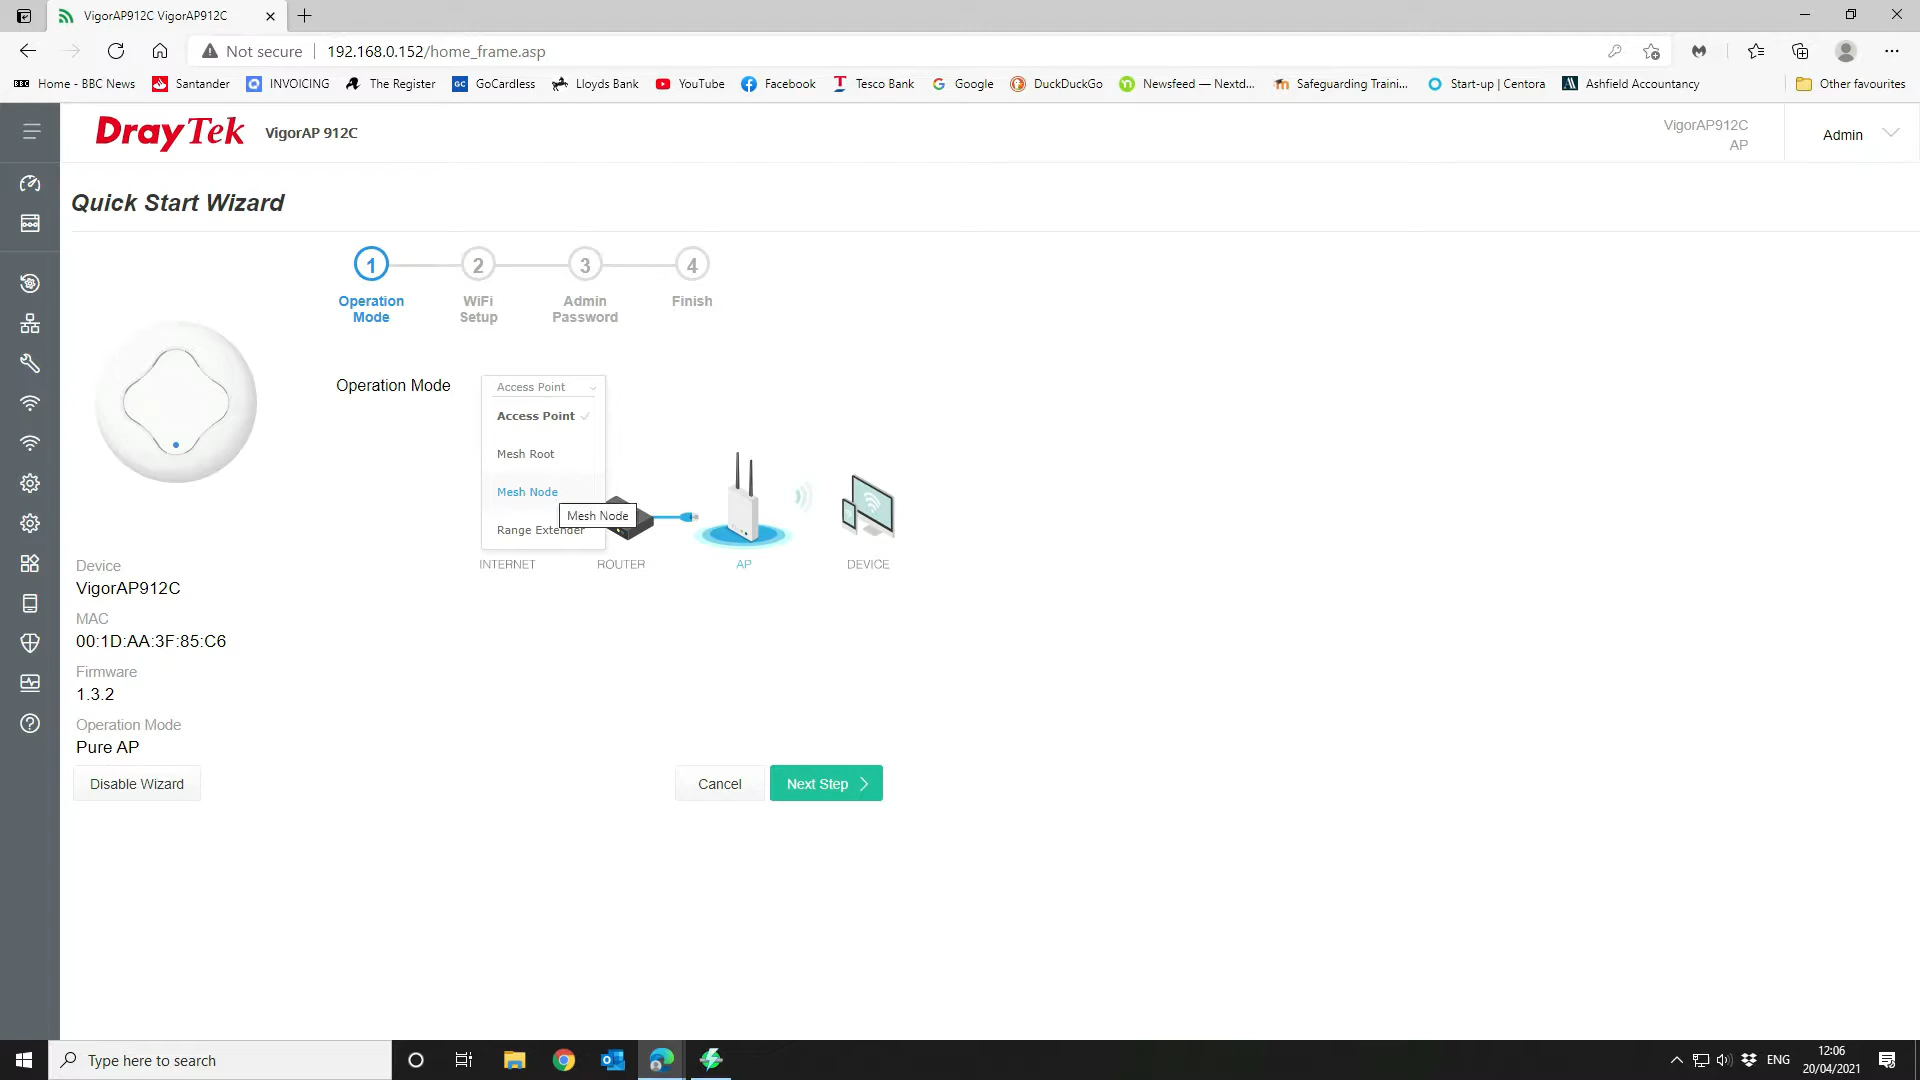 VigorAP912C VigorAP912C
Not secure
192.168.0.152/home_frame.asp
BBC Home - BBC News
Santander
INVOICING
The Register
GC GoCardless
Lloyds Bank
YouTube
Facebook
Tesco Bank
Google
DuckDuckGo
Newsfeed — Nextd...
Safeguarding Traini...
Start-up | Centora
Ashfield Accountancy
Other favourites
DrayTek VigorAP 912C
VigorAP912C
AP
Admin
Quick Start Wizard
1
2
3
4
Operation
Mode
WiFi
Setup
Admin
Password
Finish
Operation Mode
Access Point
Access Point
Mesh Root
Mesh Node
Mesh Node
Range Extender
INTERNET
ROUTER
AP
DEVICE
Device
VigorAP912C
MAC
00:1D:AA:3F:85:C6
Firmware
1.3.2
Operation Mode
Pure AP
Disable Wizard
Cancel
Next Step
Type here to search
ENG
12:06
20/04/2021